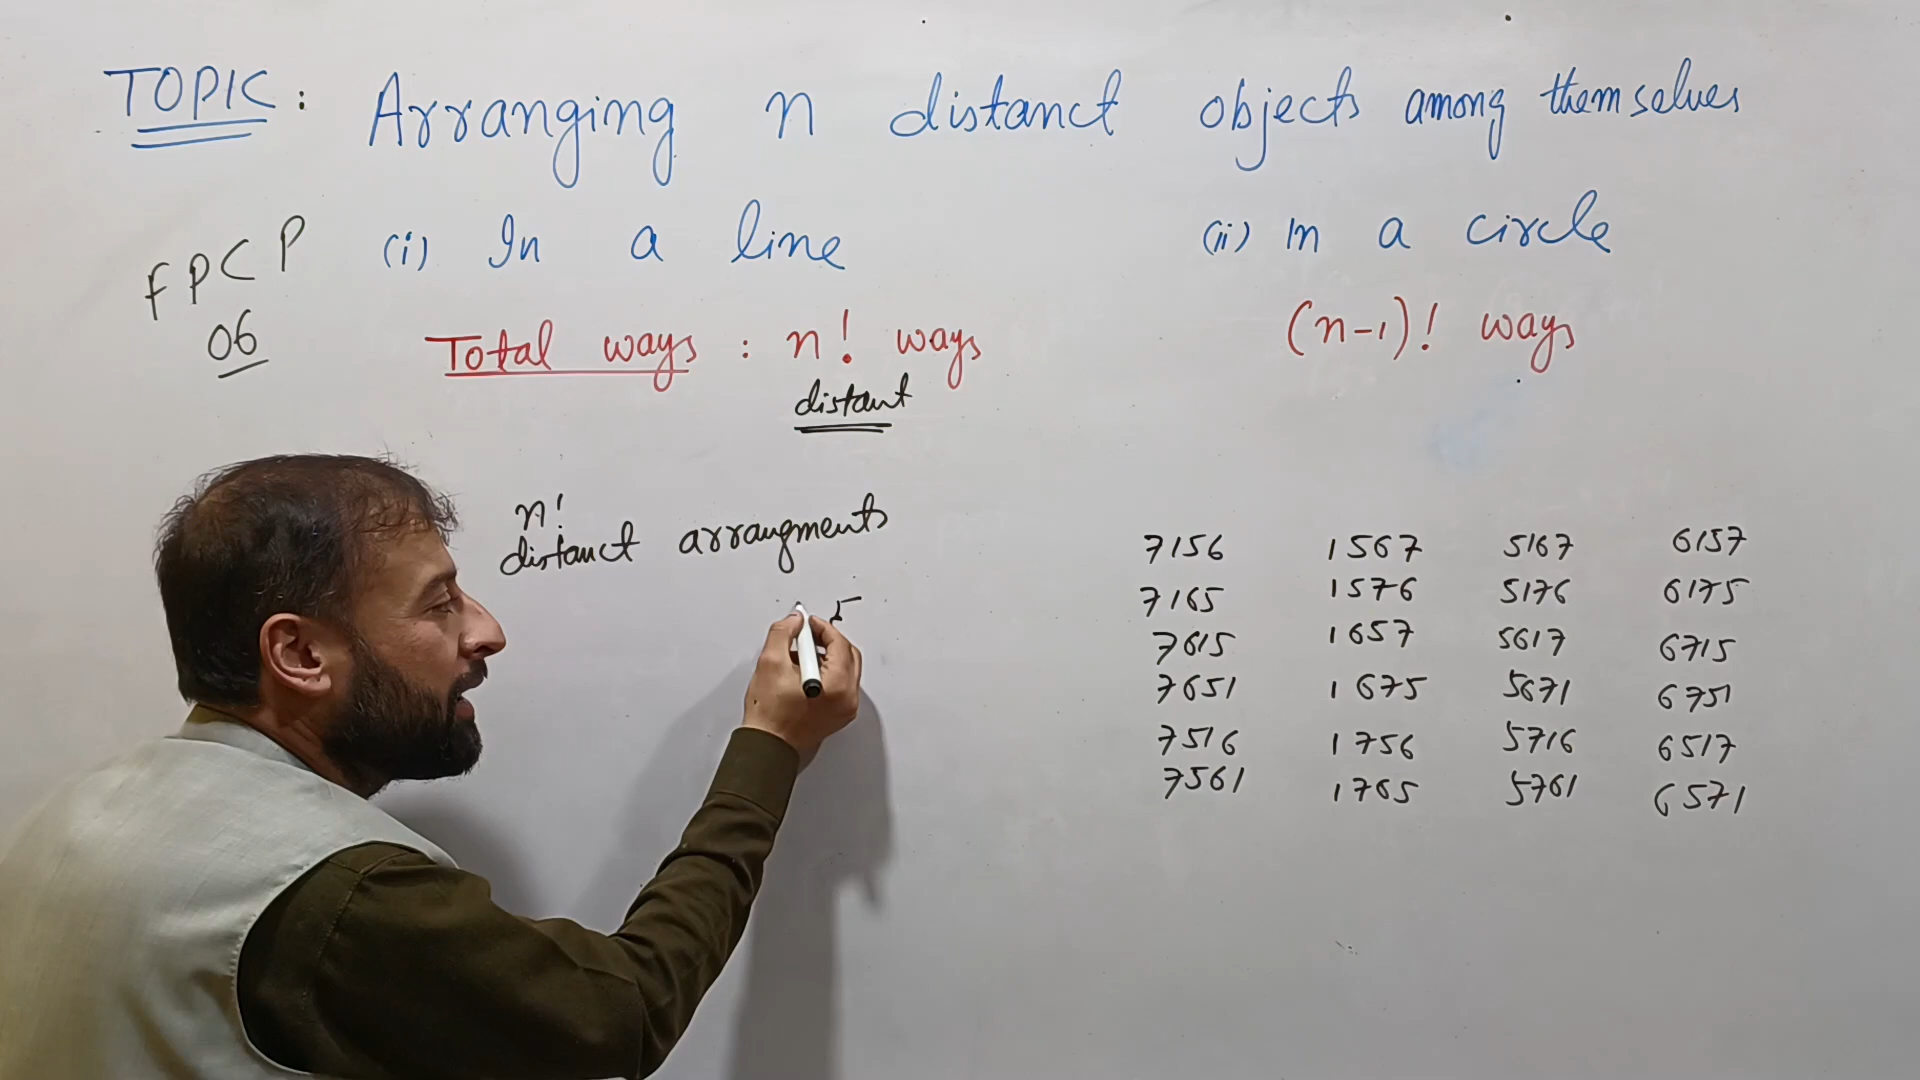 TOPIC: Arranging n distanct objects among themselves
FPCP
06
(i) In a line
(ii) in a circle
Total ways : n! ways
(n-1)! ways
distant
n!
distanct arrangments
5
7156 1567 5167 6157
7165 1576 5176 6175
7615 1657 5617 6715
7651 1675 5671 6751
7516 1756 5716 6517
7561 1765 5761 6571